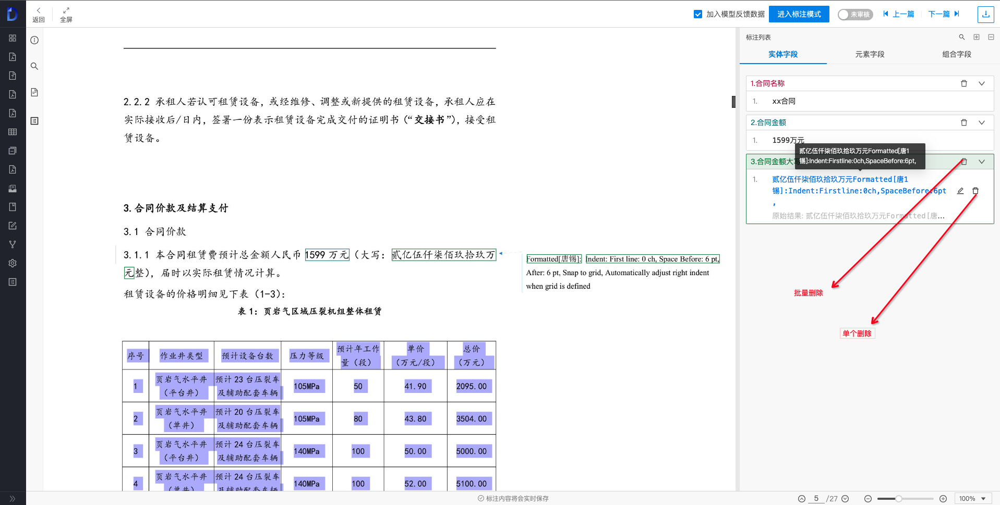 返回
全屏
加入模型反馈数据
进入标注模式
未审核
上一篇
下一篇
2.2.2 承租人若认可租赁设备，或经维修、调整或新提供的租赁设备，承租人应在
实际接收后/日内，签署一份表示租赁设备完成交付的证明书（“交接书”），接受租
赁设备。
3.合同价款及结算支付
3.1 合同价款
3.1.1 本合同租赁费预计总金额人民币 1599 万元（大写：贰亿伍仟柒佰玖拾玖万
元整），届时以实际租赁情况计算。
租赁设备的价格明细见下表（1-3）：
表 1：页岩气区域压裂机组整体租赁
Formatted[唐锡]: Indent: First line: 0 ch, Space Before: 6 pt,
After: 6 pt, Snap to grid, Automatically adjust right indent
when grid is defined
序号 作业井类型 预计设备台数 压力等级 预计年工作量（段） 单价（万元/段） 总价（万元）
1 页岩气水平井（平台井） 预计 23 台压裂车及辅助配套车辆 105MPa 50 41.90 2095.00
2 页岩气水平井（单井） 预计 20 台压裂车及辅助配套车辆 105MPa 80 43.80 3504.00
3 页岩气水平井（平台井） 预计 24 台压裂车及辅助配套车辆 140MPa 100 50.00 5000.00
4 页岩气水平井（单井） 预计 24 台压裂车及辅助配套车辆 140MPa 100 52.00 5100.00
标注列表
实体字段
元素字段
组合字段
1.合同名称
1. xx合同
2.合同金额
1. 1599万元
贰亿伍仟柒佰玖拾玖万元Formatted[唐1
锡]:Indent:Firstline:0ch,SpaceBefore:6pt,
3.合同金额大写
1. 贰亿伍仟柒佰玖拾玖万元Formatted[唐1
锡]:Indent:Firstline:0ch,SpaceBefore:6pt
,
原始结果: 贰亿伍仟柒佰玖拾玖万元Formatted[唐...
批量删除
单个删除
标注内容将会实时保存
5 /27
100%